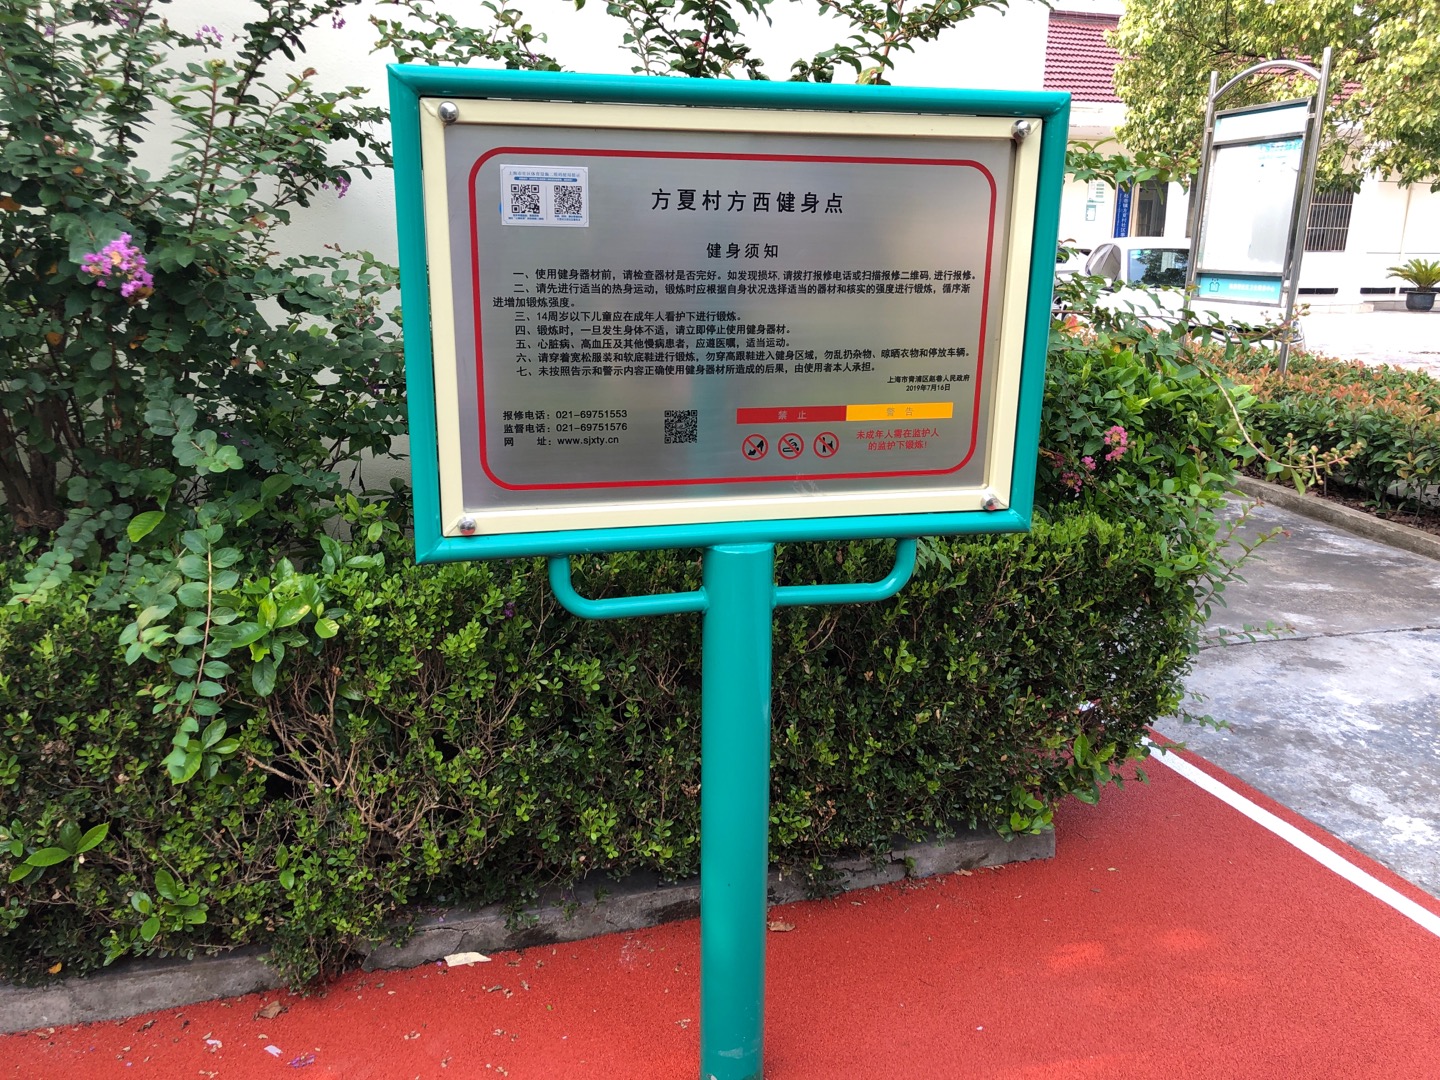 方夏村方西健身点
健身须知
一、使用健身器材前，请检查器材是否完好。如发现损坏,请拨打报修电话或扫描报修二维码,进行报修。
二、请先进行适当的热身运动，锻炼时应根据自身状况选择适当的器材和核实的强度进行锻炼，循序渐
进增加锻炼强度。
三、14周岁以下儿童应在成年人看护下进行锻炼。
四、锻炼时，一旦发生身体不适，请立即停止使用健身器材。
五、心脏病、高血压及其他慢病患者，应遵医嘱，适当运动。
六、请穿着宽松服装和软底鞋进行锻炼，勿穿高跟鞋进入健身区域，勿乱扔杂物、晾晒衣物和停放车辆。
七、未按照告示和警示内容正确使用健身器材所造成的后果，由使用者本人承担。
上海市青浦区赵巷人民政府
2019年7月16日
报修电话：021-69751553
监督电话：021-69751576
网　　址：www.sjxty.cn
禁 止
警 告
未成年人需在监护人
的监护下锻炼!